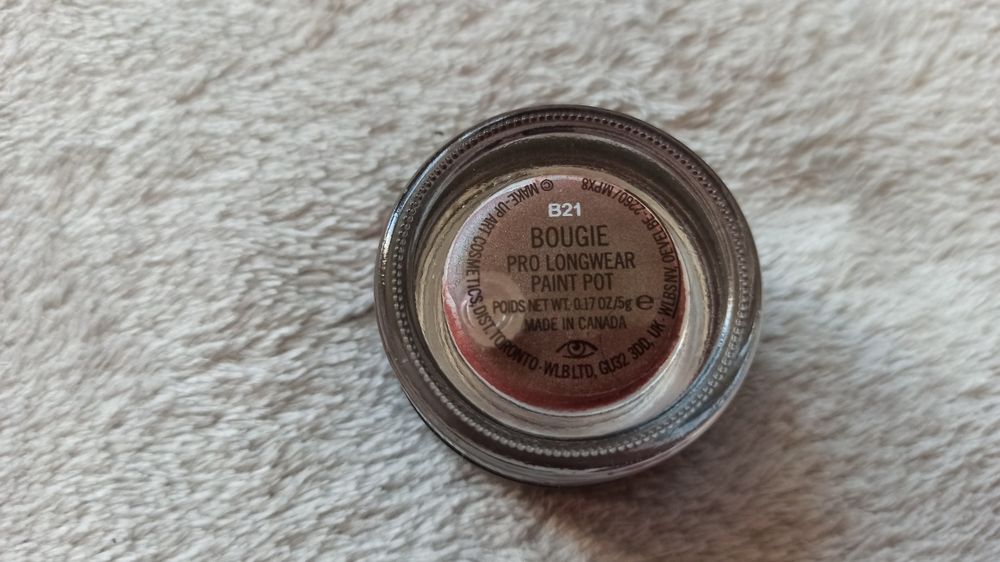 B21
BOUGIE
PRO LONGWEAR
PAINT POT
POIDS NET WT. 0.17 OZ/5g ℮
MADE IN CANADA
© MAKE-UP ART COSMETICS, DIST. TORONTO · WLB LTD, GU32 3DD, UK · WLBS NV. OEVEL BE-2260 / MPX8